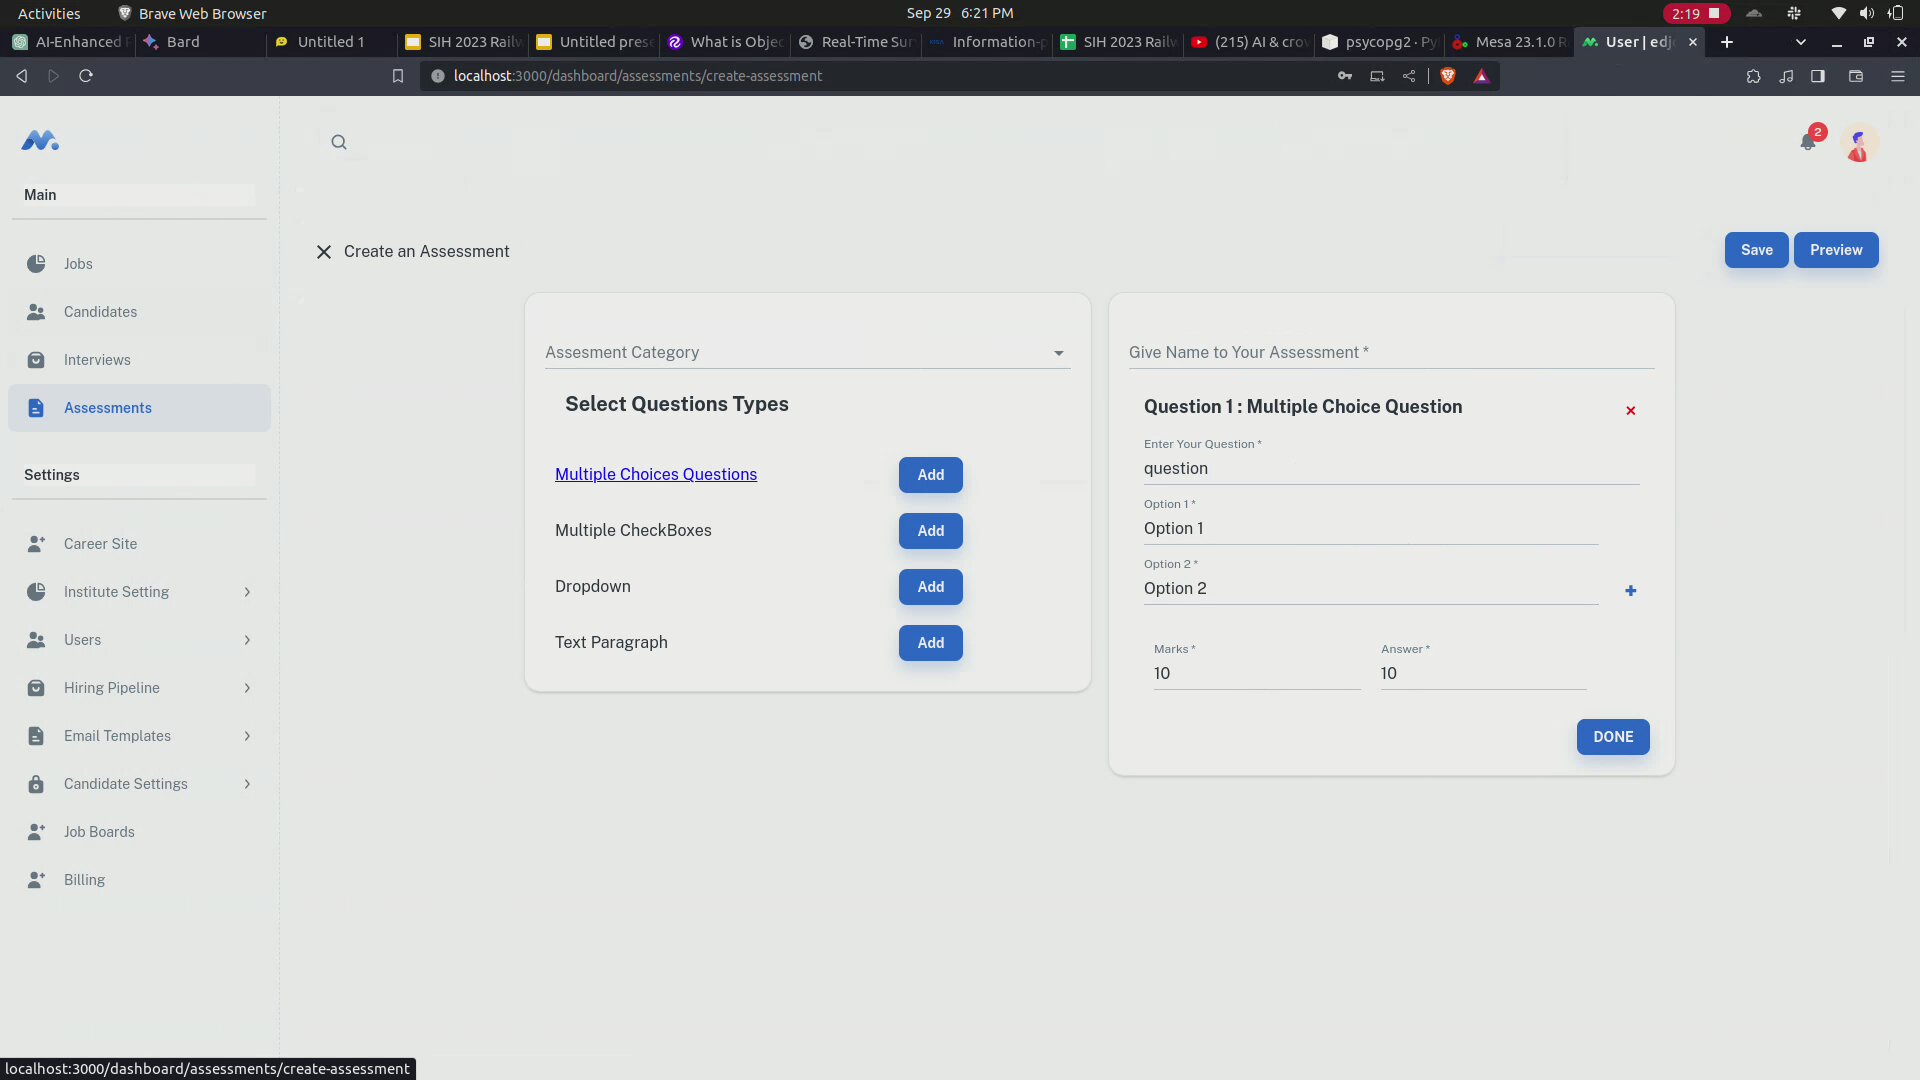 Activities
Brave Web Browser
Sep 29 6:21 PM
2:19
AI-Enhanced
Bard
Untitled 1
SIH 2023 Railw
Untitled prese
What is Objec
Real-Time Sur
Information-p
SIH 2023 Railw
(215) AI & crow
psycopg2 · Py
Mesa 23.1.0 R
User | edjo
localhost:3000/dashboard/assessments/create-assessment
2
Main
Jobs
Candidates
Interviews
Assessments
Settings
Career Site
Institute Setting
Users
Hiring Pipeline
Email Templates
Candidate Settings
Job Boards
Billing
Create an Assessment
Save
Preview
Assesment Category
Select Questions Types
Multiple Choices Questions
Add
Multiple CheckBoxes
Add
Dropdown
Add
Text Paragraph
Add
Give Name to Your Assessment *
Question 1 : Multiple Choice Question
Enter Your Question *
question
Option 1 *
Option 1
Option 2 *
Option 2
Marks *
10
Answer *
10
DONE
localhost:3000/dashboard/assessments/create-assessment